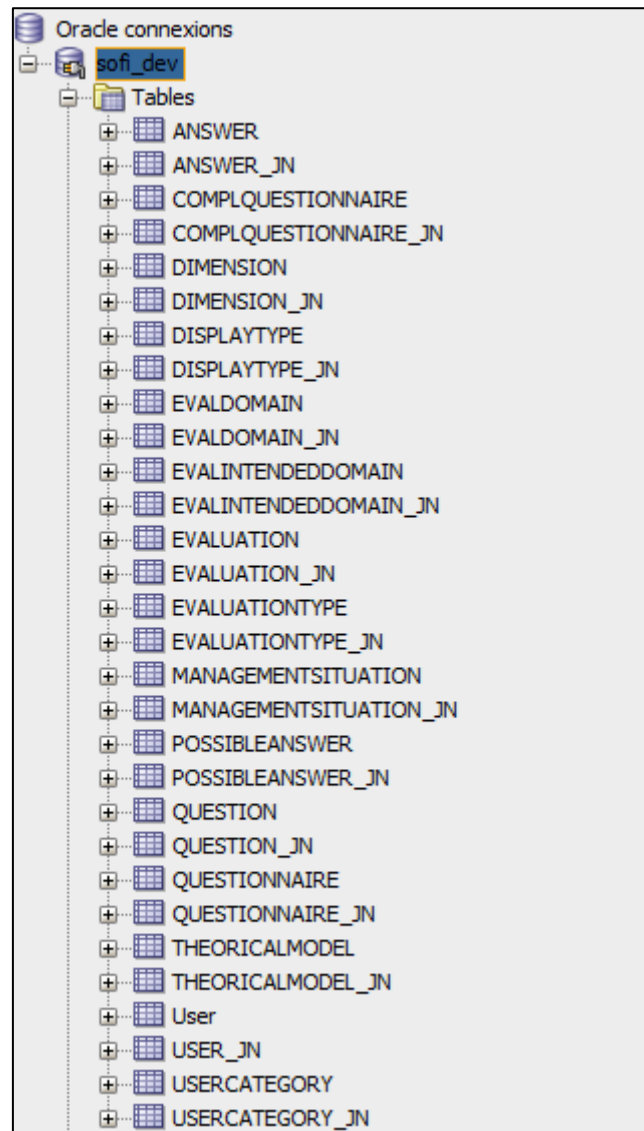 Oracle connexions
sofi_dev
Tables
ANSWER
ANSWER_JN
COMPLQUESTIONNAIRE
COMPLQUESTIONNAIRE_JN
DIMENSION
DIMENSION_JN
DISPLAYTYPE
DISPLAYTYPE_JN
EVALDOMAIN
EVALDOMAIN_JN
EVALINTENDEDDOMAIN
EVALINTENDEDDOMAIN_JN
EVALUATION
EVALUATION_JN
EVALUATIONTYPE
EVALUATIONTYPE_JN
MANAGEMENTSITUATION
MANAGEMENTSITUATION_JN
POSSIBLEANSWER
POSSIBLEANSWER_JN
QUESTION
QUESTION_JN
QUESTIONNAIRE
QUESTIONNAIRE_JN
THEORICALMODEL
THEORICALMODEL_JN
User
USER_JN
USERCATEGORY
USERCATEGORY_JN